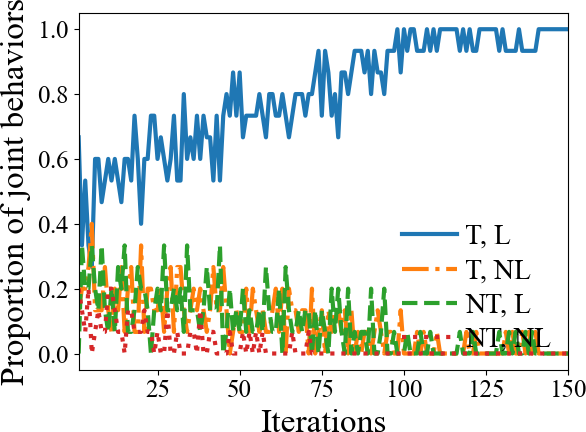 Proportion of joint behaviors
1.0
0.8
0.6
0.4
0.2
0.0
T, L
T, NL
NT, L
NT, NL
25
50
75
100
125
150
Iterations